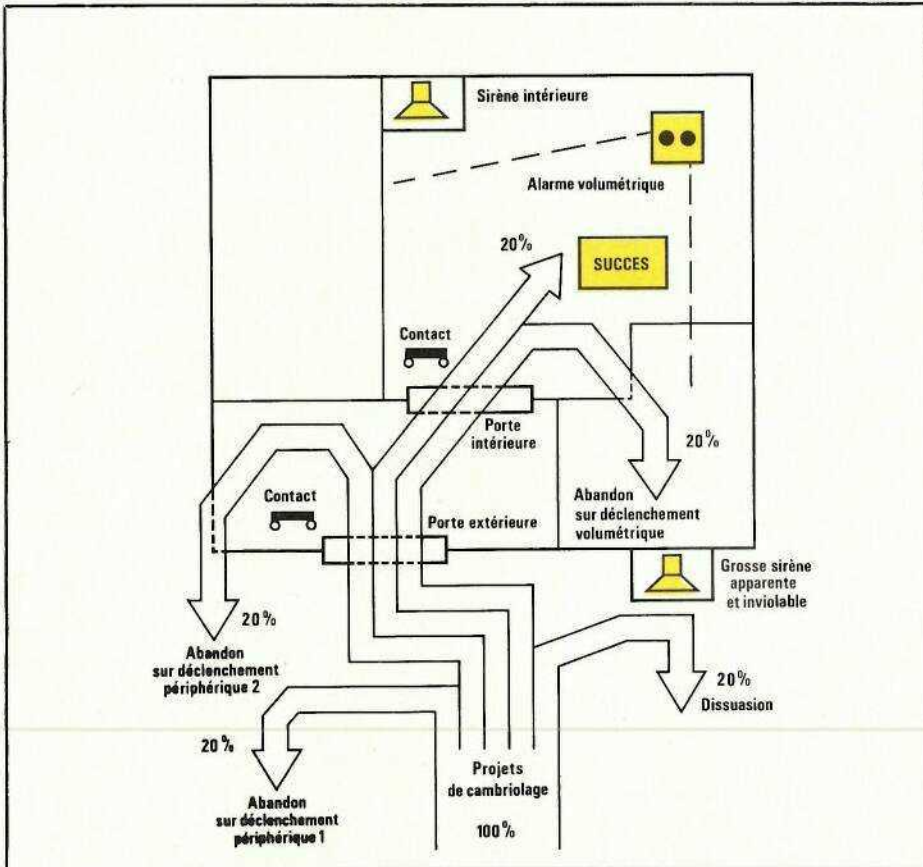 Sirène intérieure
Alarme volumétrique
20%
SUCCES
Contact
Porte
intérieure
20%
Contact
Porte extérieure
Abandon
sur déclenchement
volumétrique
Grosse sirène
apparente
et inviolable
20%
Abandon
sur déclenchement
périphérique 2
20%
Dissuasion
20%
Projets
de cambriolage
Abandon
sur déclenchement
périphérique 1
100%